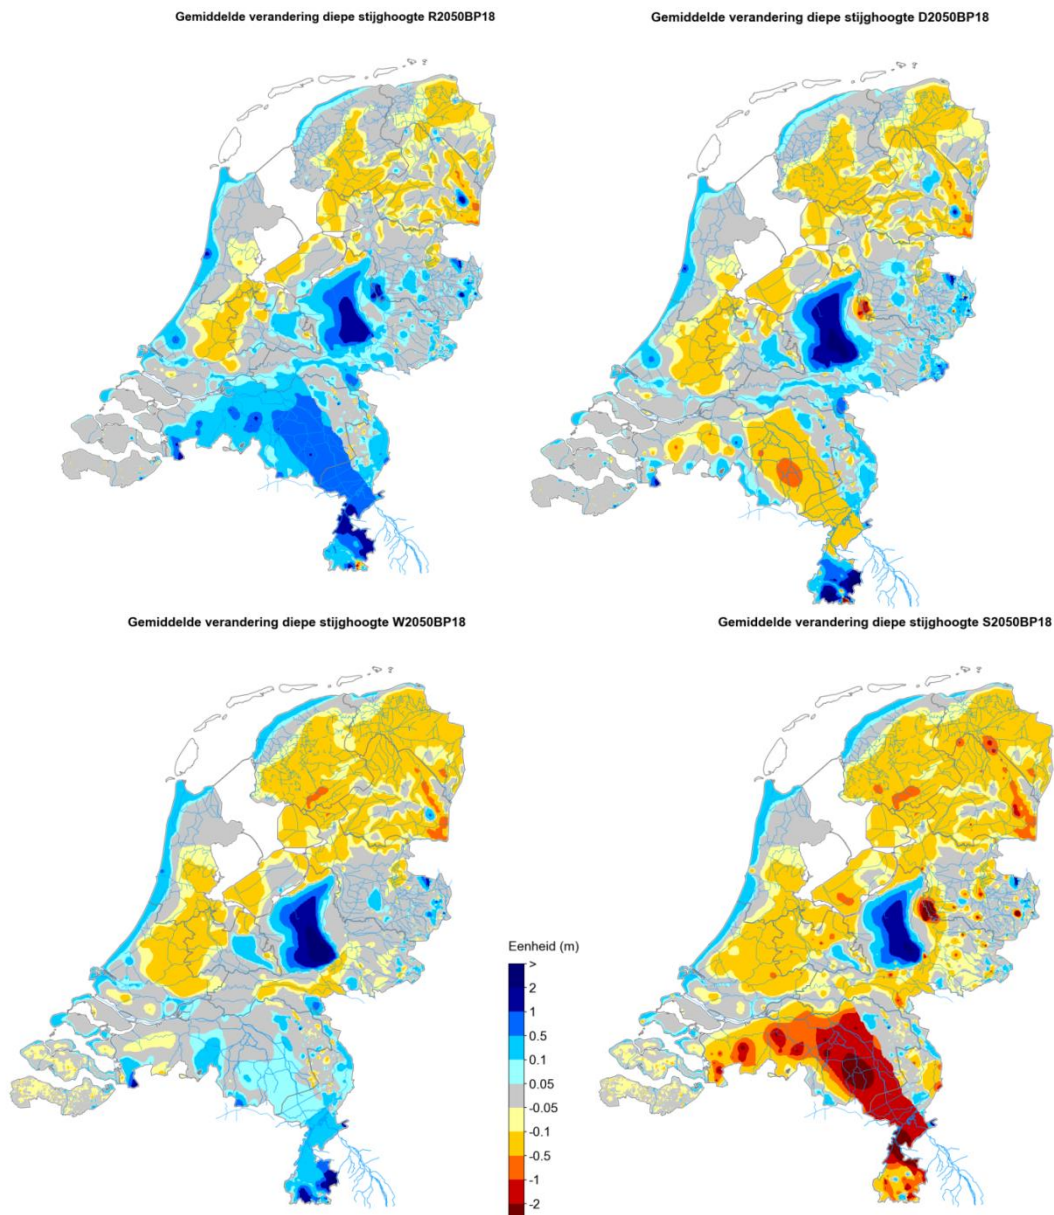 Gemiddelde verandering diepe stijghoogte R2050BP18
Gemiddelde verandering diepe stijghoogte D2050BP18
Gemiddelde verandering diepe stijghoogte W2050BP18
Gemiddelde verandering diepe stijghoogte S2050BP18
Eenheid (m)
>
2
1
0.5
0.1
0.05
-0.05
-0.1
-0.5
-1
-2